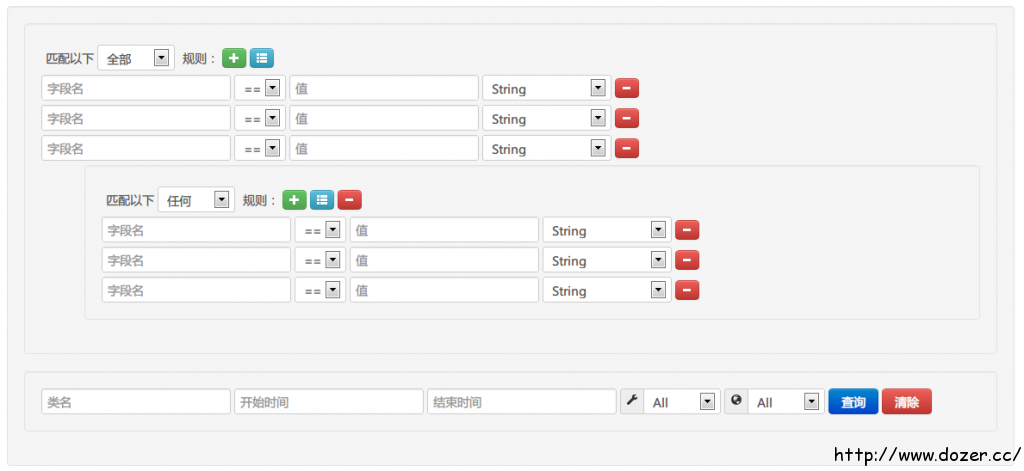 匹配以下 全部 规则：
字段名 == 值 String
字段名 == 值 String
字段名 == 值 String
匹配以下 任何 规则：
字段名 == 值 String
字段名 == 值 String
字段名 == 值 String
类名 开始时间 结束时间 All All 查询 清除
http://www.dozer.cc/